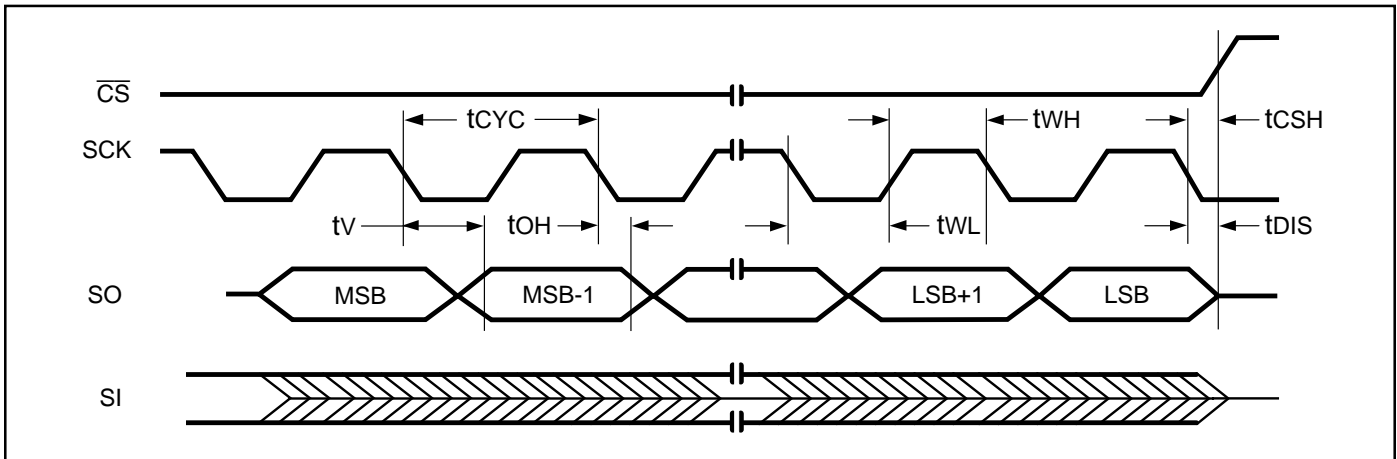 CS
tCYC
tWH
tCSH
SCK
tV
tOH
tWL
tDIS
SO
MSB
MSB-1
LSB+1
LSB
SI